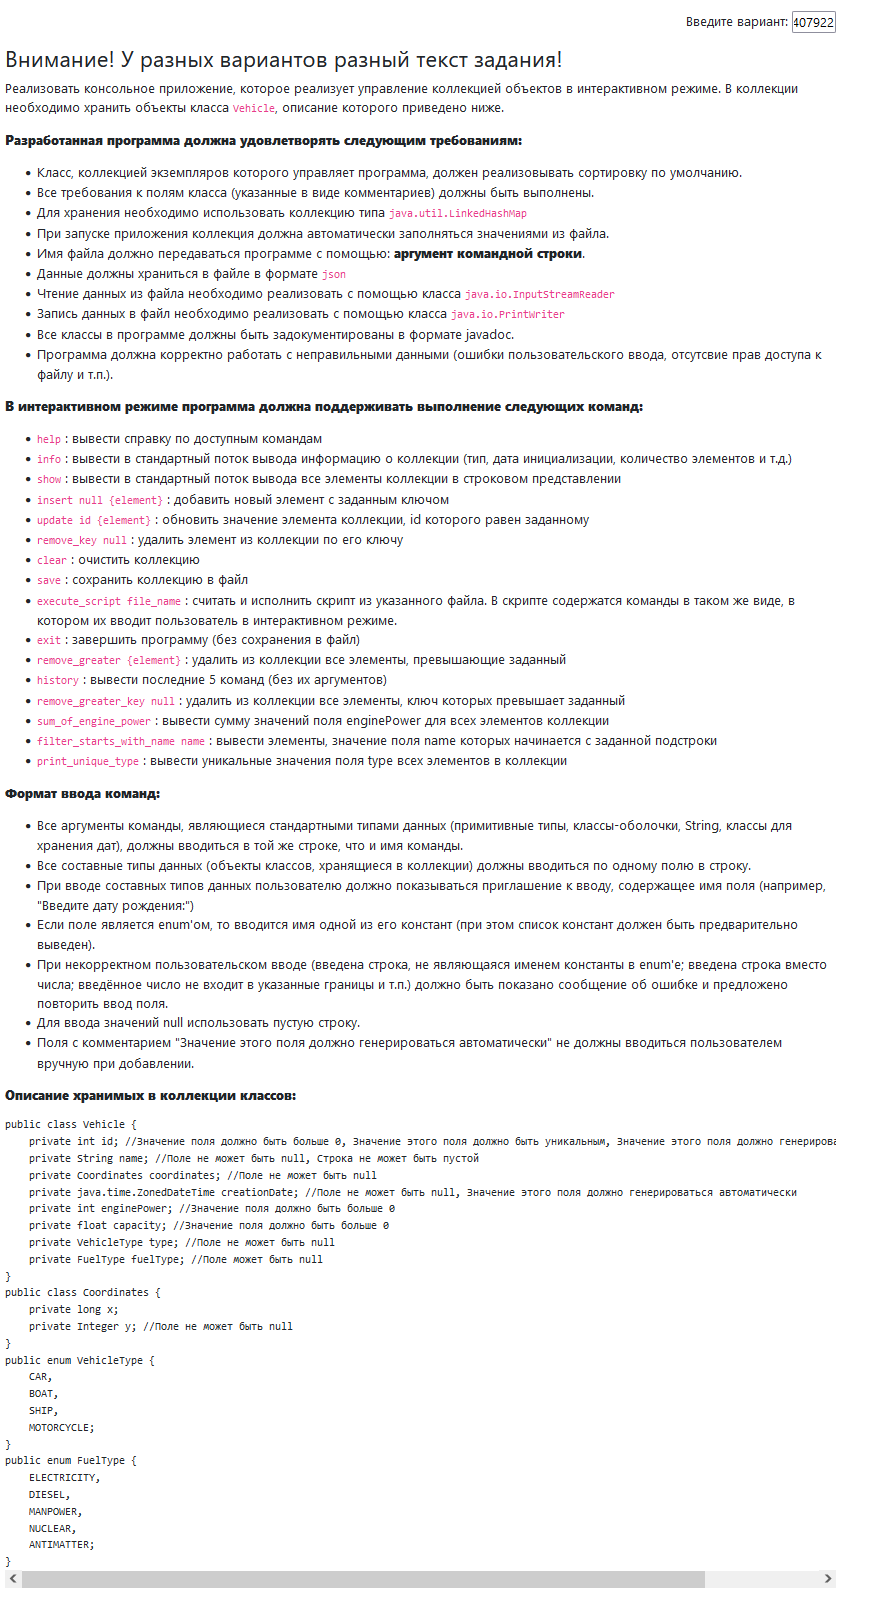 Введите вариант: 407922
Внимание! У разных вариантов разный текст задания!
Реализовать консольное приложение, которое реализует управление коллекцией объектов в интерактивном режиме. В коллекции
необходимо хранить объекты класса Vehicle, описание которого приведено ниже.
Разработанная программа должна удовлетворять следующим требованиям:
• Класс, коллекцией экземпляров которого управляет программа, должен реализовывать сортировку по умолчанию.
• Все требования к полям класса (указанные в виде комментариев) должны быть выполнены.
• Для хранения необходимо использовать коллекцию типа java.util.LinkedHashMap
• При запуске приложения коллекция должна автоматически заполняться значениями из файла.
• Имя файла должно передаваться программе с помощью: аргумент командной строки.
• Данные должны храниться в файле в формате json
• Чтение данных из файла необходимо реализовать с помощью класса java.io.InputStreamReader
• Запись данных в файл необходимо реализовать с помощью класса java.io.PrintWriter
• Все классы в программе должны быть задокументированы в формате javadoc.
• Программа должна корректно работать с неправильными данными (ошибки пользовательского ввода, отсутсвие прав доступа к
файлу и т.п.).
В интерактивном режиме программа должна поддерживать выполнение следующих команд:
• help : вывести справку по доступным командам
• info : вывести в стандартный поток вывода информацию о коллекции (тип, дата инициализации, количество элементов и т.д.)
• show : вывести в стандартный поток вывода все элементы коллекции в строковом представлении
• insert null {element} : добавить новый элемент с заданным ключом
• update id {element} : обновить значение элемента коллекции, id которого равен заданному
• remove_key null : удалить элемент из коллекции по его ключу
• clear : очистить коллекцию
• save : сохранить коллекцию в файл
• execute_script file_name : считать и исполнить скрипт из указанного файла. В скрипте содержатся команды в таком же виде, в
котором их вводит пользователь в интерактивном режиме.
• exit : завершить программу (без сохранения в файл)
• remove_greater {element} : удалить из коллекции все элементы, превышающие заданный
• history : вывести последние 5 команд (без их аргументов)
• remove_greater_key null : удалить из коллекции все элементы, ключ которых превышает заданный
• sum_of_engine_power : вывести сумму значений поля enginePower для всех элементов коллекции
• filter_starts_with_name name : вывести элементы, значение поля name которых начинается с заданной подстроки
• print_unique_type : вывести уникальные значения поля type всех элементов в коллекции
Формат ввода команд:
• Все аргументы команды, являющиеся стандартными типами данных (примитивные типы, классы-оболочки, String, классы для
хранения дат), должны вводиться в той же строке, что и имя команды.
• Все составные типы данных (объекты классов, хранящиеся в коллекции) должны вводиться по одному полю в строку.
• При вводе составных типов данных пользователю должно показываться приглашение к вводу, содержащее имя поля (например,
"Введите дату рождения:")
• Если поле является enum'ом, то вводится имя одной из его констант (при этом список констант должен быть предварительно
выведен).
• При некорректном пользовательском вводе (введена строка, не являющаяся именем константы в enum'е; введена строка вместо
числа; введённое число не входит в указанные границы и т.п.) должно быть показано сообщение об ошибке и предложено
повторить ввод поля.
• Для ввода значений null использовать пустую строку.
• Поля с комментарием "Значение этого поля должно генерироваться автоматически" не должны вводиться пользователем
вручную при добавлении.
Описание хранимых в коллекции классов:
public class Vehicle {
    private int id; //Значение поля должно быть больше 0, Значение этого поля должно быть уникальным, Значение этого поля должно генерирова
    private String name; //Поле не может быть null, Строка не может быть пустой
    private Coordinates coordinates; //Поле не может быть null
    private java.time.ZonedDateTime creationDate; //Поле не может быть null, Значение этого поля должно генерироваться автоматически
    private int enginePower; //Значение поля должно быть больше 0
    private float capacity; //Значение поля должно быть больше 0
    private VehicleType type; //Поле не может быть null
    private FuelType fuelType; //Поле может быть null
}
public class Coordinates {
    private long x;
    private Integer y; //Поле не может быть null
}
public enum VehicleType {
    CAR,
    BOAT,
    SHIP,
    MOTORCYCLE;
}
public enum FuelType {
    ELECTRICITY,
    DIESEL,
    MANPOWER,
    NUCLEAR,
    ANTIMATTER;
}